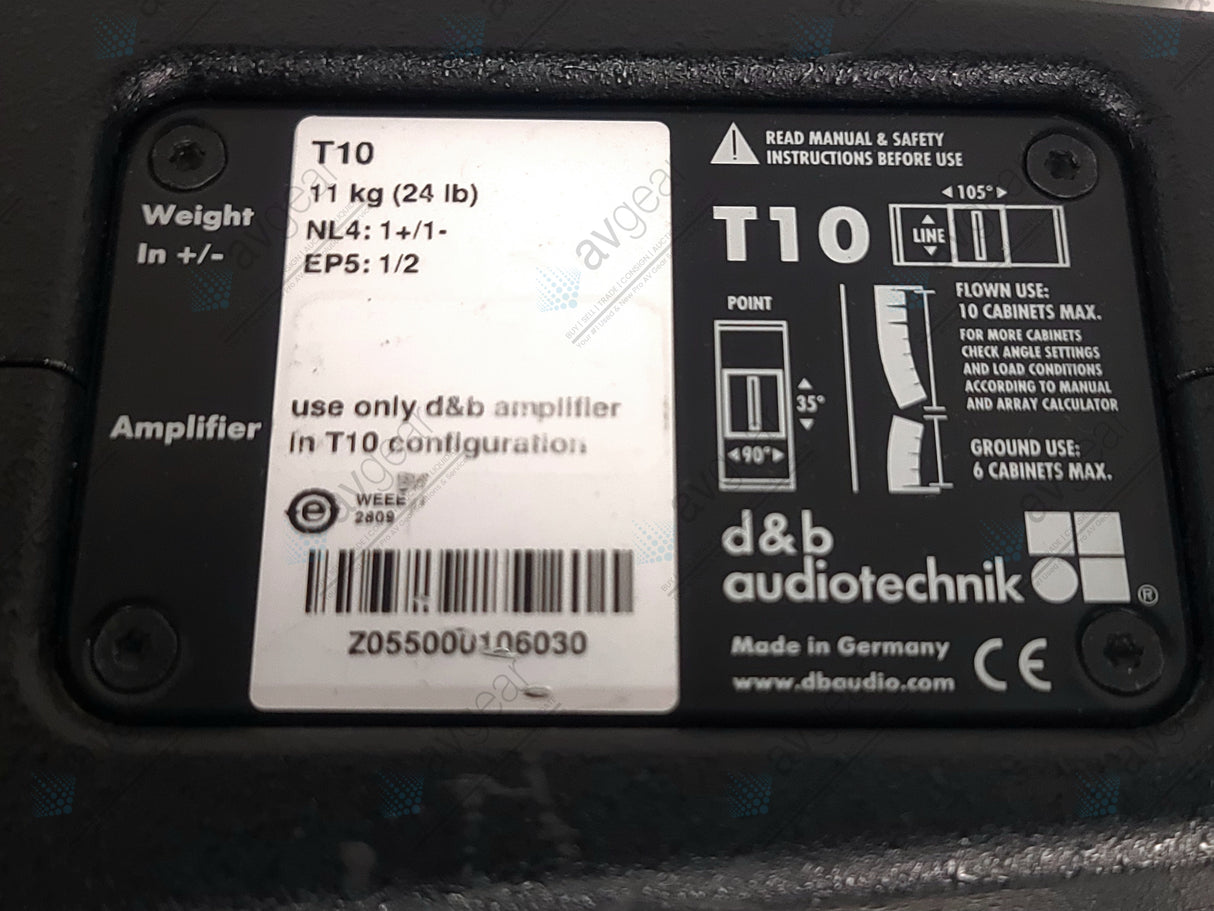 T10
Weight 11 kg (24 lb)
In +/- NL4: 1+/1-
EP5: 1/2
Amplifier use only d&b amplifier
in T10 configuration
WEEE
2809
Z0550000106030
READ MANUAL & SAFETY
INSTRUCTIONS BEFORE USE
T10
105°
LINE
POINT
35°
90°
FLOWN USE:
10 CABINETS MAX.
FOR MORE CABINETS
CHECK ANGLE SETTINGS
AND LOAD CONDITIONS
ACCORDING TO MANUAL
AND ARRAY CALCULATOR
GROUND USE:
6 CABINETS MAX.
d&b
audiotechnik ®
Made in Germany
www.dbaudio.com
CE
avgear